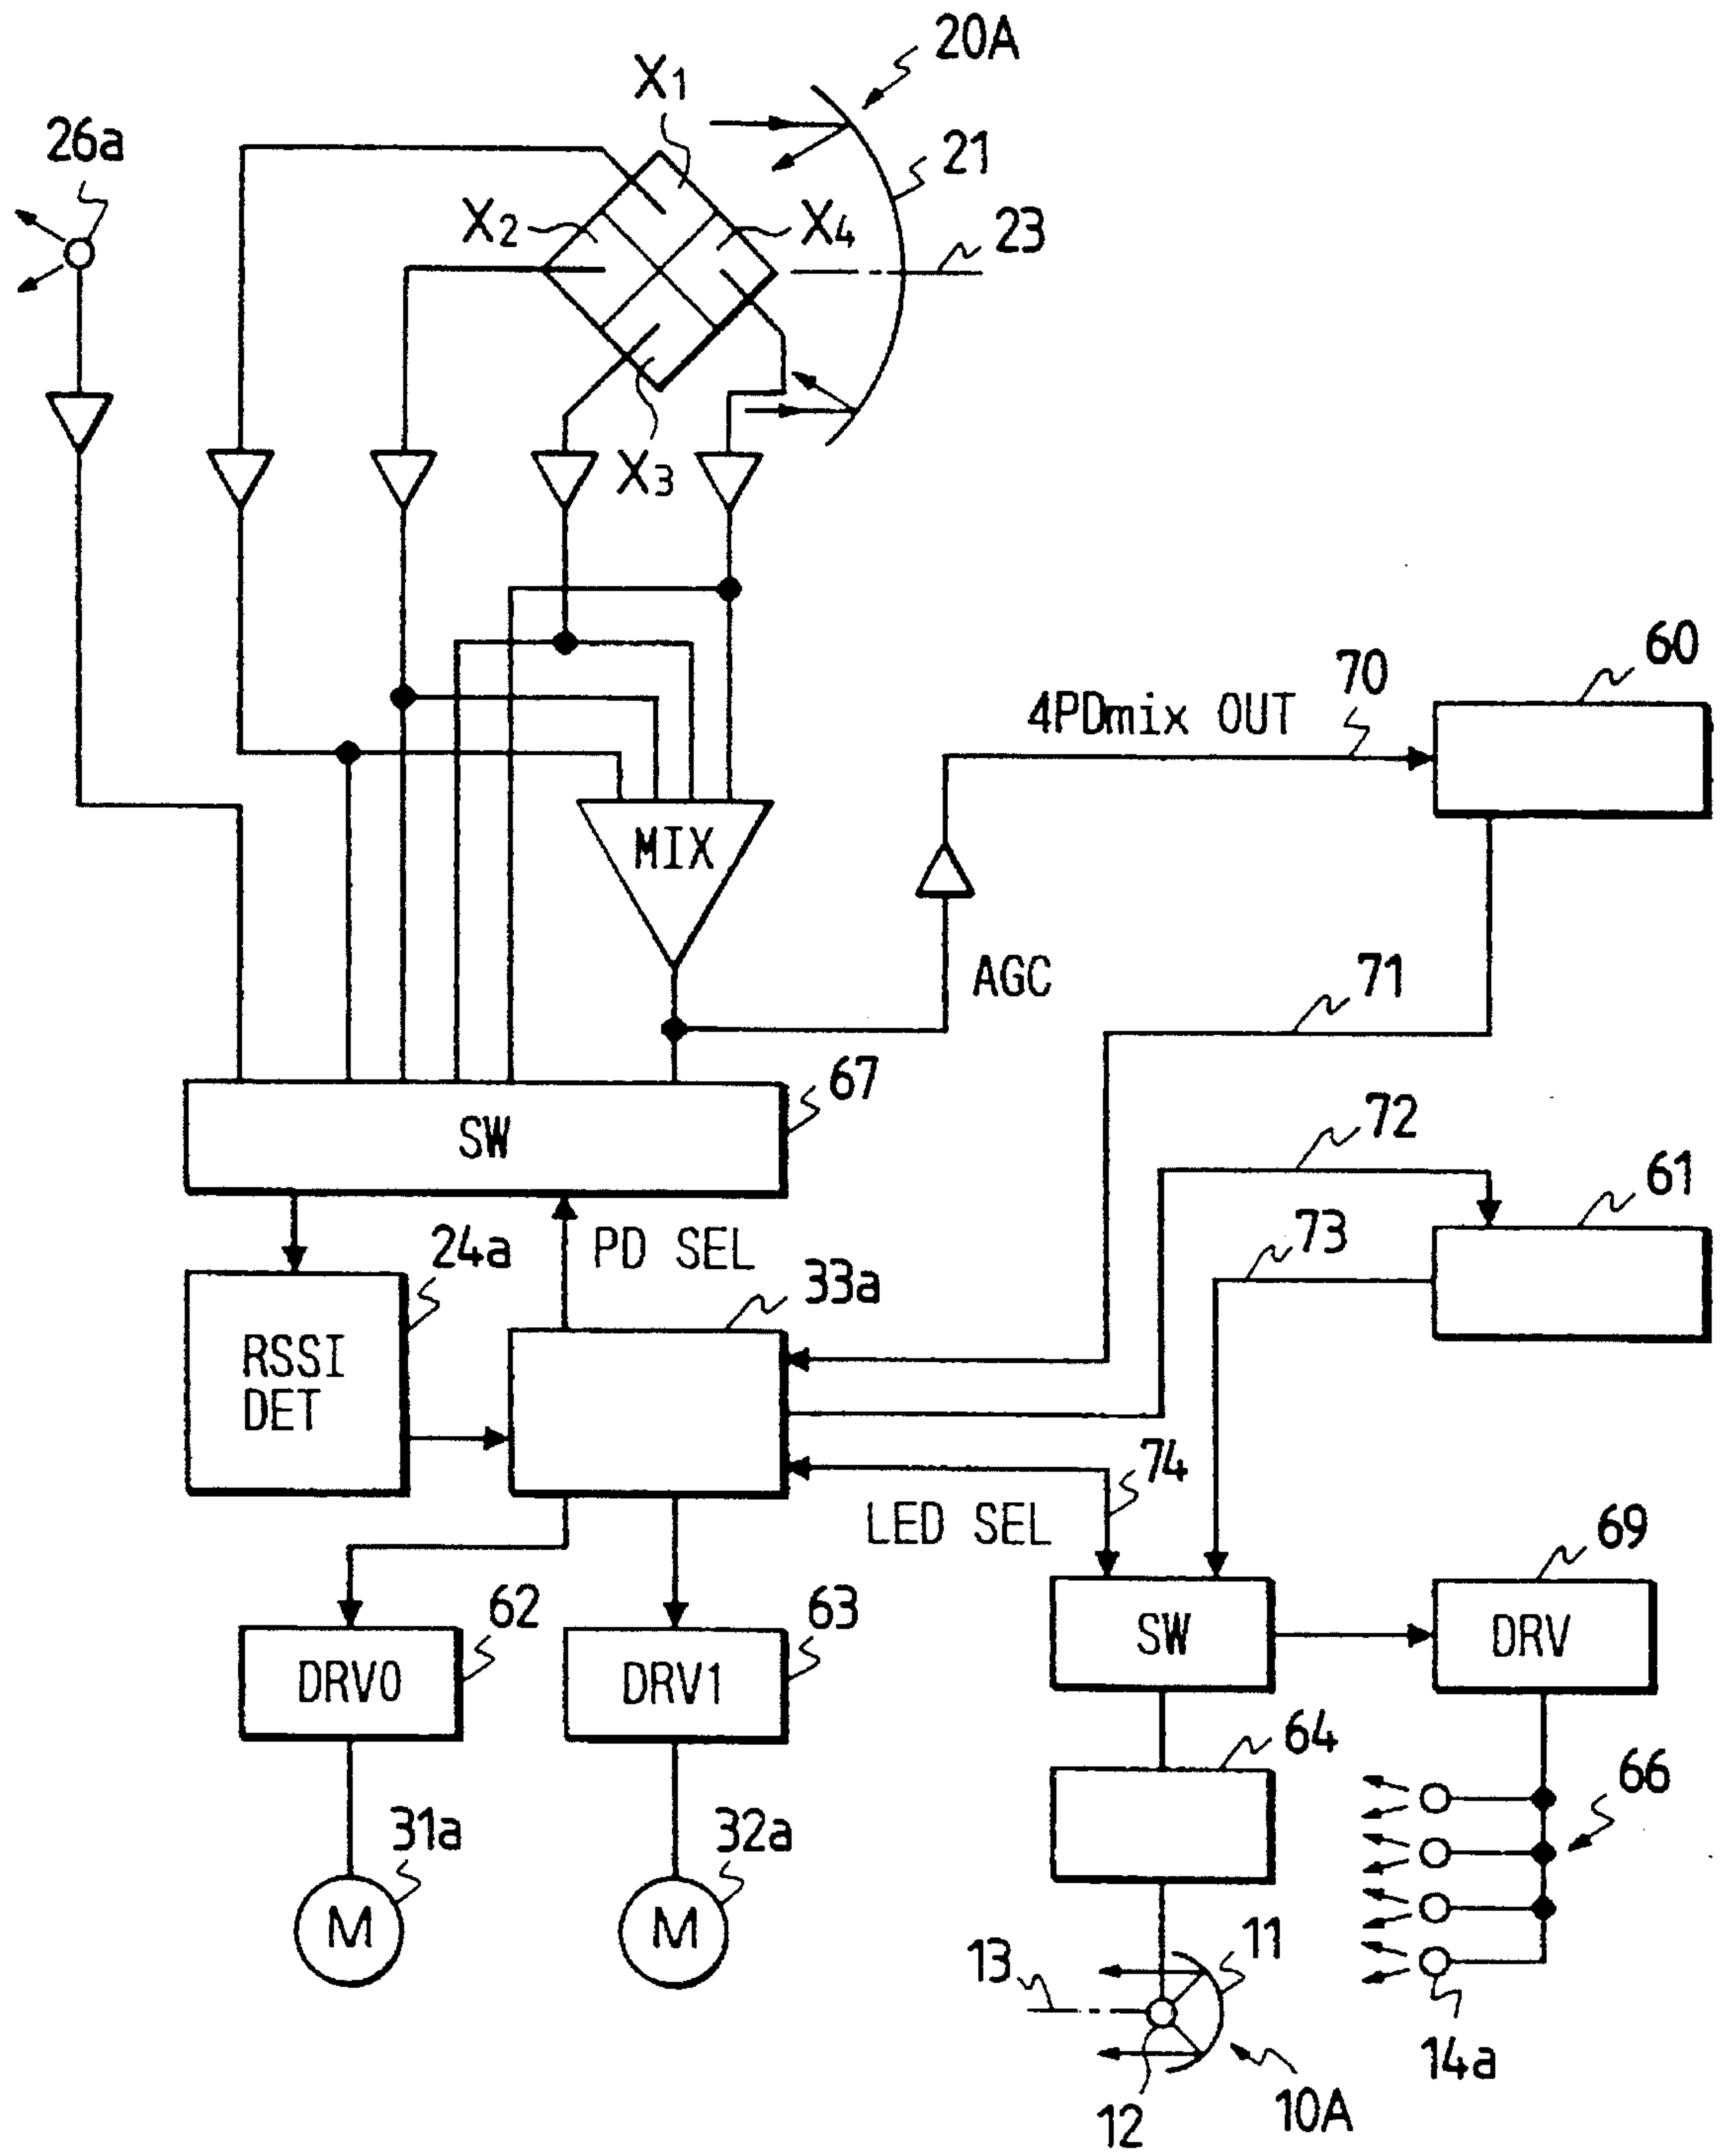 20A
X1
26a
21
X2
X4
23
X3
60
70
4PDmix OUT
MIX
AGC
71
67
SW
72
61
PD SEL
24a
33a
73
RSSI
DET
74
LED SEL
69
62
63
SW
DRV
DRV0
DRV1
64
66
31a
32a
M
M
11
13
14a
10A
12